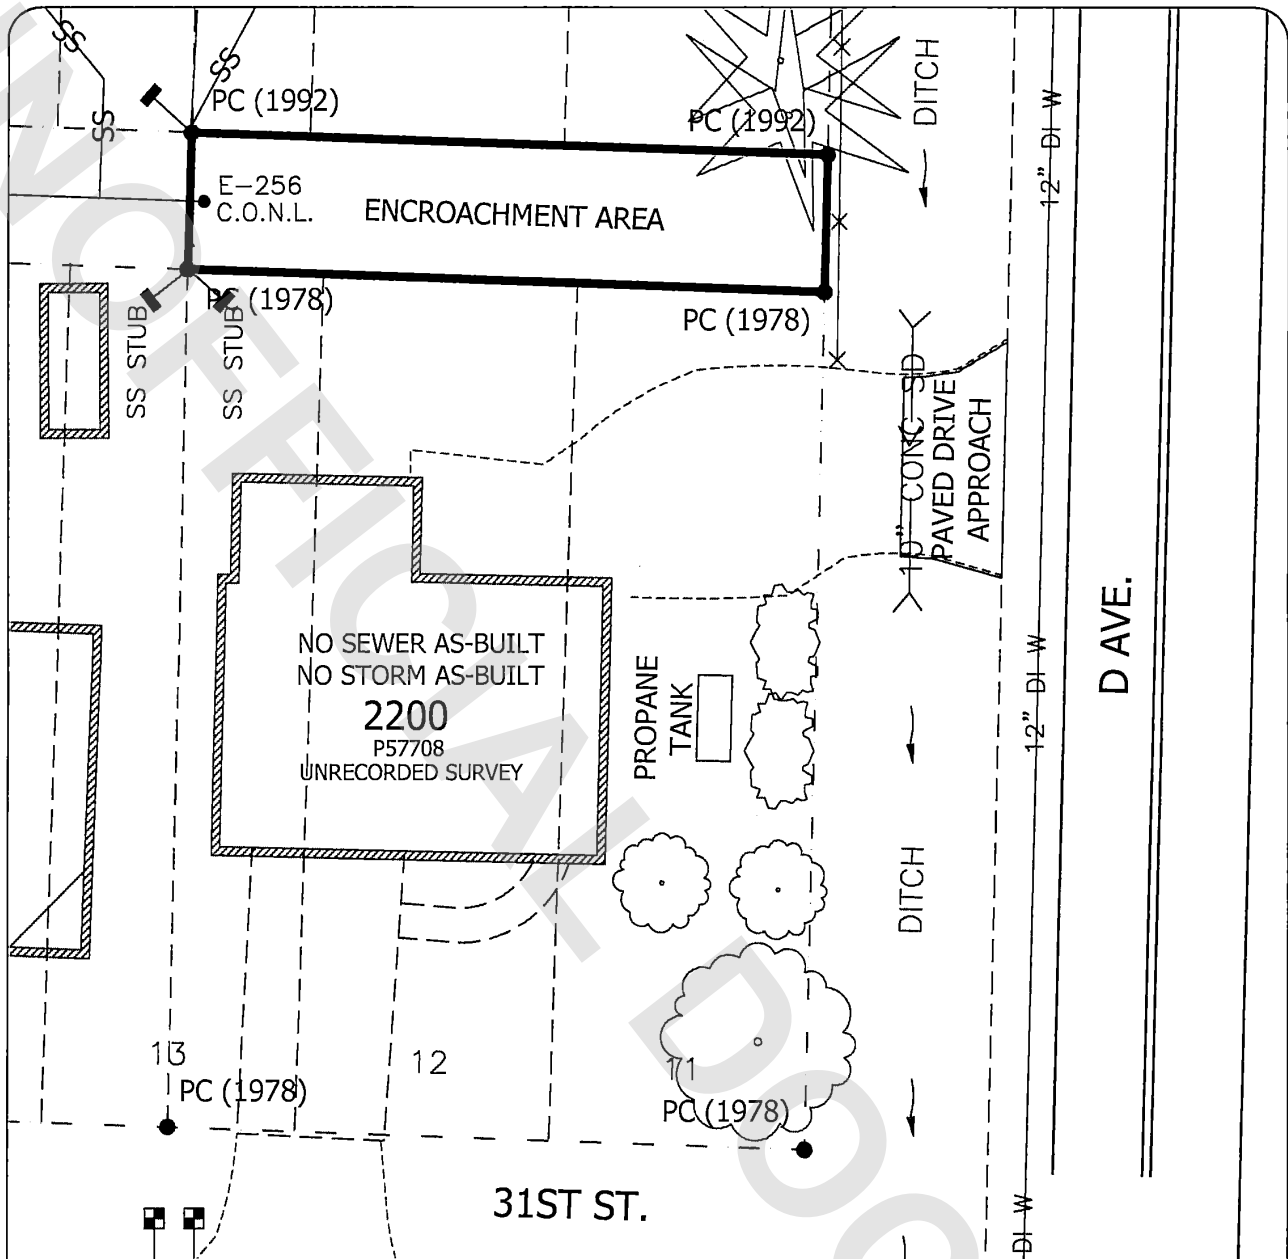 SS
SS
SS
PC (1992)
PC (1992)
DITCH
12" DI W
E-256
C.O.N.L.
ENCROACHMENT AREA
PC (1978)
PC (1978)
SS STUB
SS STUB
10" CONC SD
PAVED DRIVE
APPROACH
NO SEWER AS-BUILT
NO STORM AS-BUILT
2200
P57708
UNRECORDED SURVEY
PROPANE
TANK
12" DI W
D AVE.
DITCH
13
12
11
PC (1978)
PC (1978)
31ST ST.
DI W
UNOFFICIAL DOC